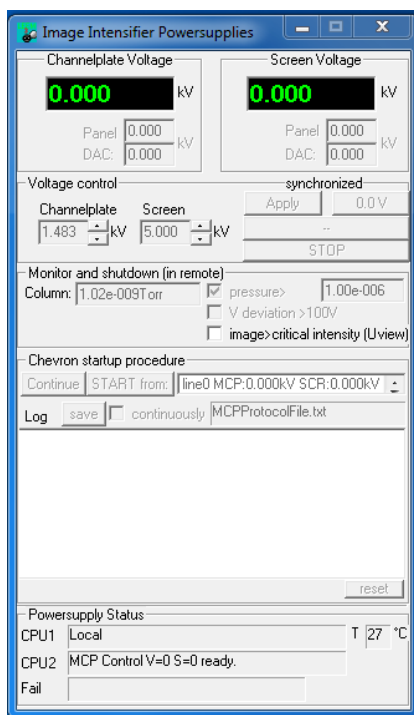 Image Intensifier Powersupplies
Channelplate Voltage
Screen Voltage
0.000 kV
0.000 kV
Panel 0.000
DAC: 0.000
kV
Panel 0.000
DAC: 0.000
kV
Voltage control
synchronized
Channelplate
Screen
Apply
0.0 V
1.483 kV
5.000 kV
--
STOP
Monitor and shutdown (in remote)
Column: 1.02e-009Torr
pressure> 1.00e-006
V deviation >100V
image>critical intensity (Uview)
Chevron startup procedure
Continue START from: line0 MCP:0.000kV SCR:0.000kV
Log save continuously MCPProtocolFile.txt
reset
Powersupply Status
CPU1 Local T 27 °C
CPU2 MCP Control V=0 S=0 ready.
Fail